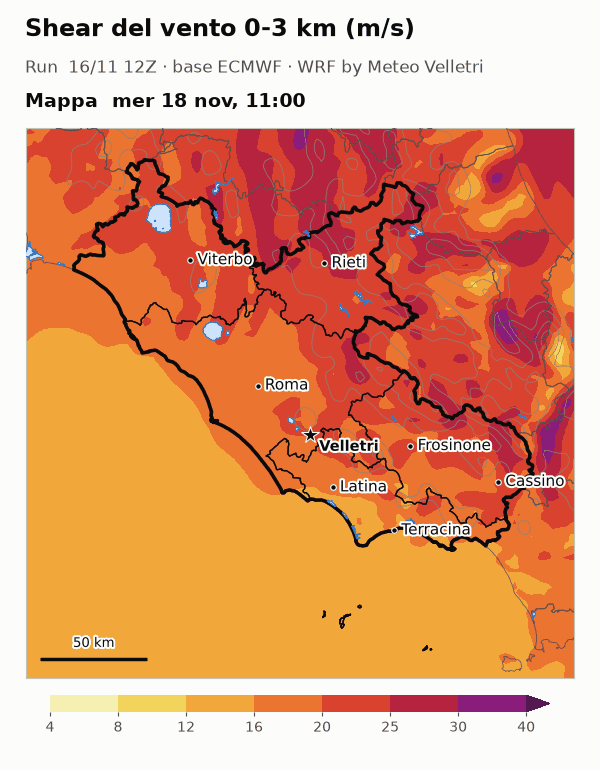 Shear del vento 0-3 km (m/s)
Run  16/11 12Z · base ECMWF · WRF by Meteo Velletri
Mappa  mer 18 nov, 11:00
Viterbo
Rieti
Roma
Velletri
Frosinone
Cassino
Latina
Terracina
50 km
4 8 12 16 20 25 30 40